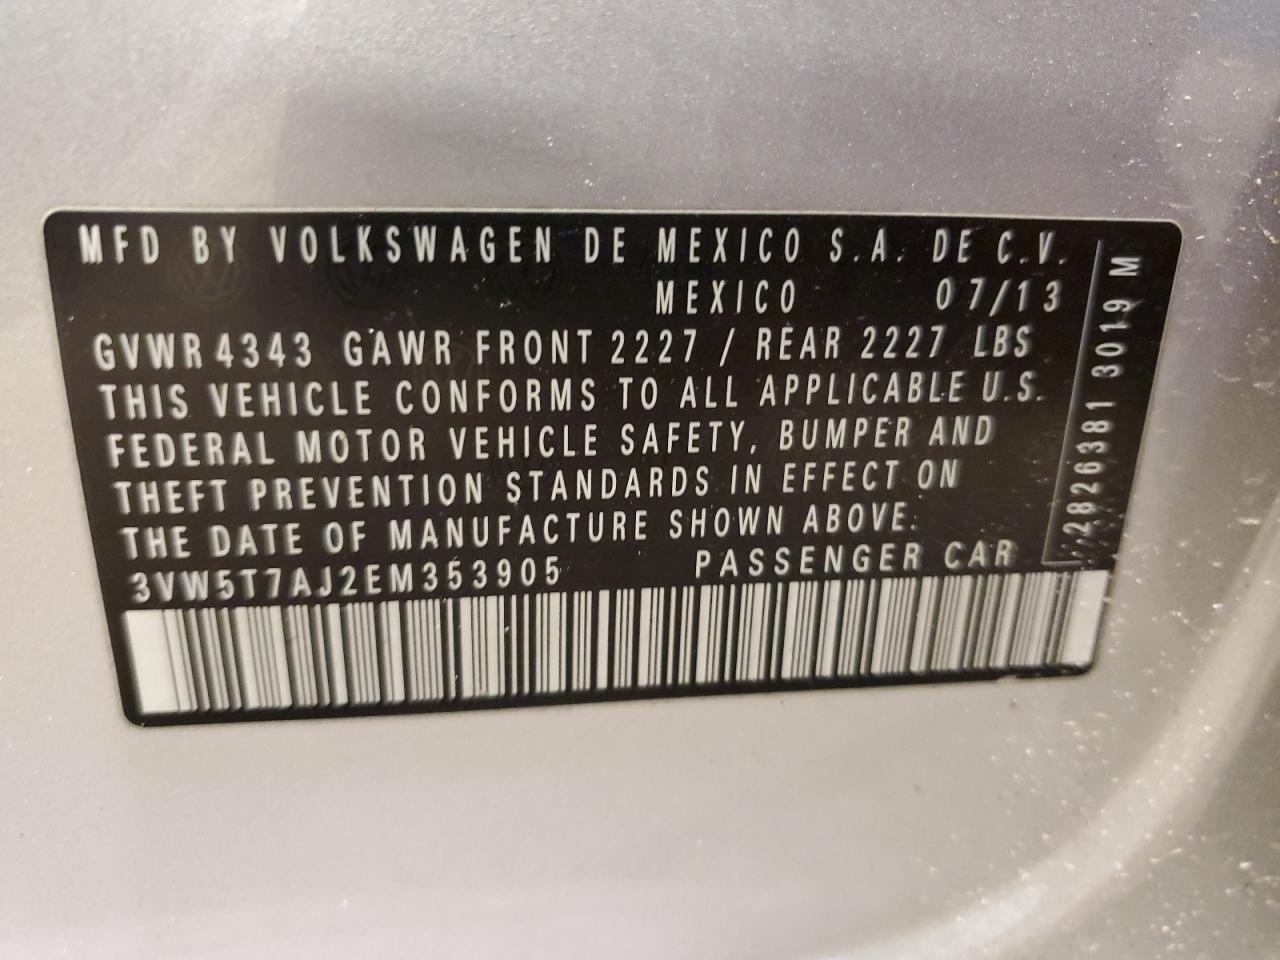 MFD BY VOLKSWAGEN DE MEXICO S.A. DE C.V.
MEXICO 07/13
GVWR 4343 GAWR FRONT 2227 / REAR 2227 LBS
THIS VEHICLE CONFORMS TO ALL APPLICABLE U.S.
FEDERAL MOTOR VEHICLE SAFETY, BUMPER AND
THEFT PREVENTION STANDARDS IN EFFECT ON
THE DATE OF MANUFACTURE SHOWN ABOVE.
3VW5T7AJ2EM353905 PASSENGER CAR
2826381 3019 M